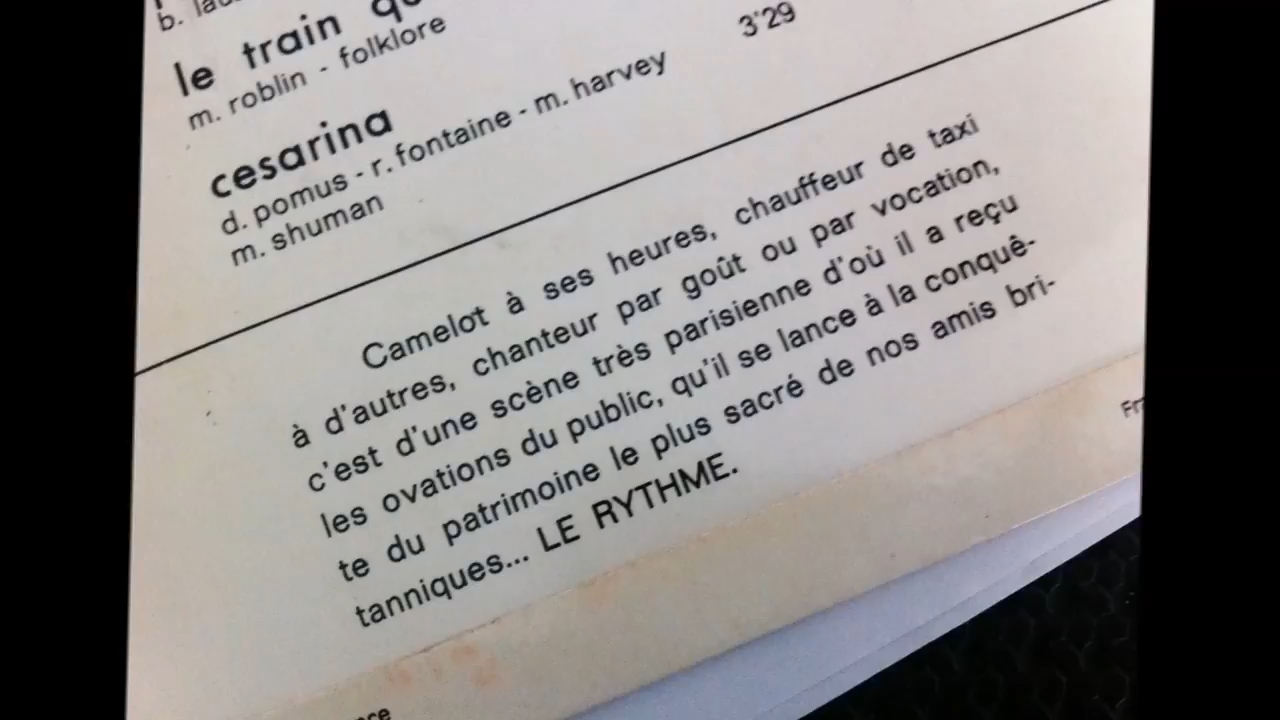 le train
m. roblin - folklore
3'29
cesarina
d. pomus - r. fontaine - m. harvey
m. shuman
Camelot à ses heures, chauffeur de taxi
à d'autres, chanteur par goût ou par vocation,
c'est d'une scène très parisienne d'où il a reçu
les ovations du public, qu'il se lance à la conquê-
te du patrimoine le plus sacré de nos amis bri-
tanniques... LE RYTHME.